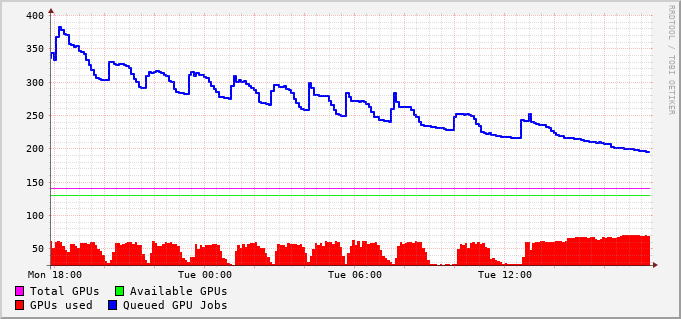 400
350
300
250
200
150
100
50
Mon 18:00 Tue 00:00 Tue 06:00 Tue 12:00
Total GPUs Available GPUs
GPUs used Queued GPU Jobs
RRDTOOL / TOBI OETIKER